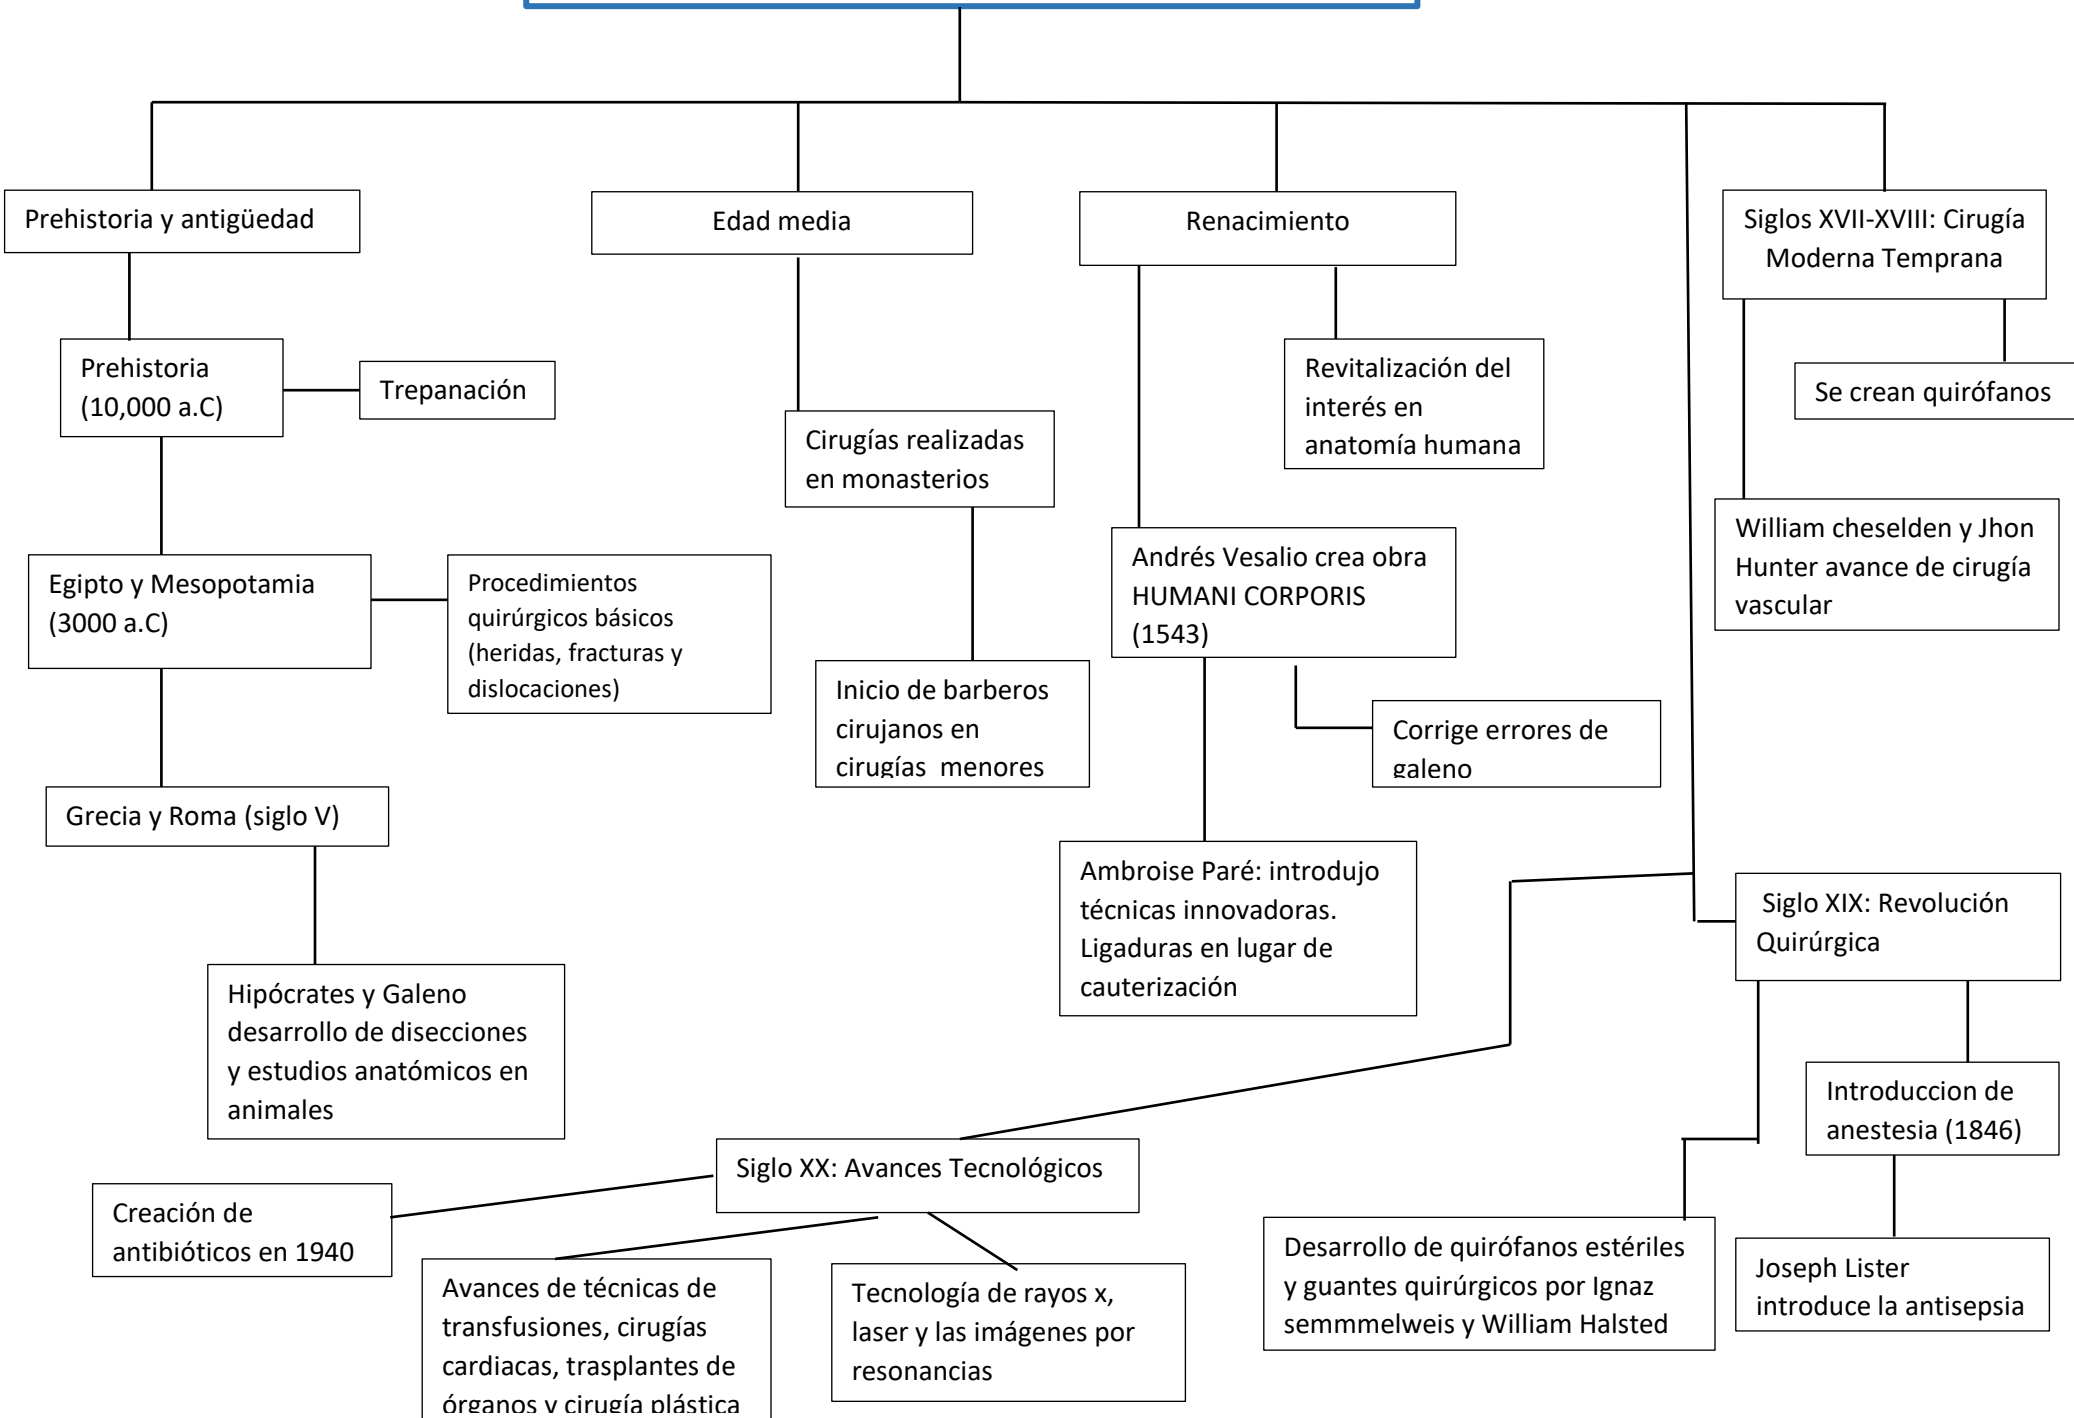 Prehistoria y antigüedad
Edad media
Renacimiento
Siglos XVII-XVIII: Cirugía
Moderna Temprana
Prehistoria
(10,000 a.C)
Trepanación
Revitalización del
interés en
anatomía humana
Se crean quirófanos
Cirugías realizadas
en monasterios
William cheselden y Jhon
Hunter avance de cirugía
vascular
Andrés Vesalio crea obra
HUMANI CORPORIS
(1543)
Egipto y Mesopotamia
(3000 a.C)
Procedimientos
quirúrgicos básicos
(heridas, fracturas y
dislocaciones)
Inicio de barberos
cirujanos en
cirugías  menores
Corrige errores de
galeno
Grecia y Roma (siglo V)
Ambroise Paré: introdujo
técnicas innovadoras.
Ligaduras en lugar de
cauterización
Siglo XIX: Revolución
Quirúrgica
Hipócrates y Galeno
desarrollo de disecciones
y estudios anatómicos en
animales
Introduccion de
anestesia (1846)
Siglo XX: Avances Tecnológicos
Creación de
antibióticos en 1940
Avances de técnicas de
transfusiones, cirugías
cardiacas, trasplantes de
órganos y cirugía plástica
Tecnología de rayos x,
laser y las imágenes por
resonancias
Desarrollo de quirófanos estériles
y guantes quirúrgicos por Ignaz
semmmelweis y William Halsted
Joseph Lister
introduce la antisepsia